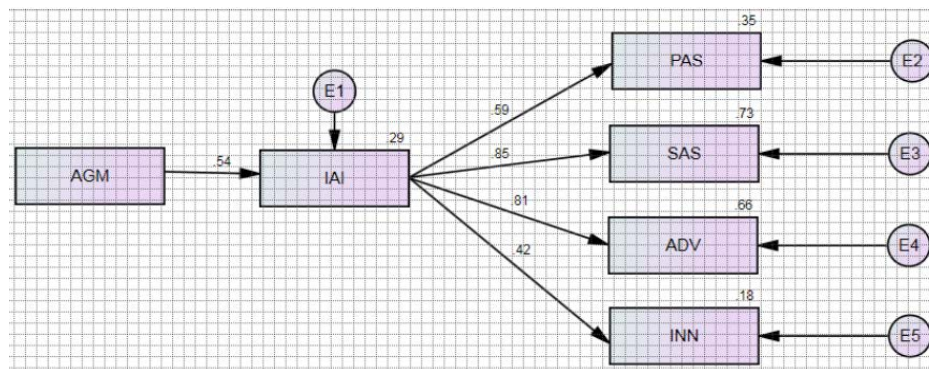 .35
PAS
E2
E1
.59
.73
.29
.85
SAS
E3
.54
AGM
IAI
.81
.66
ADV
E4
.42
.18
INN
E5